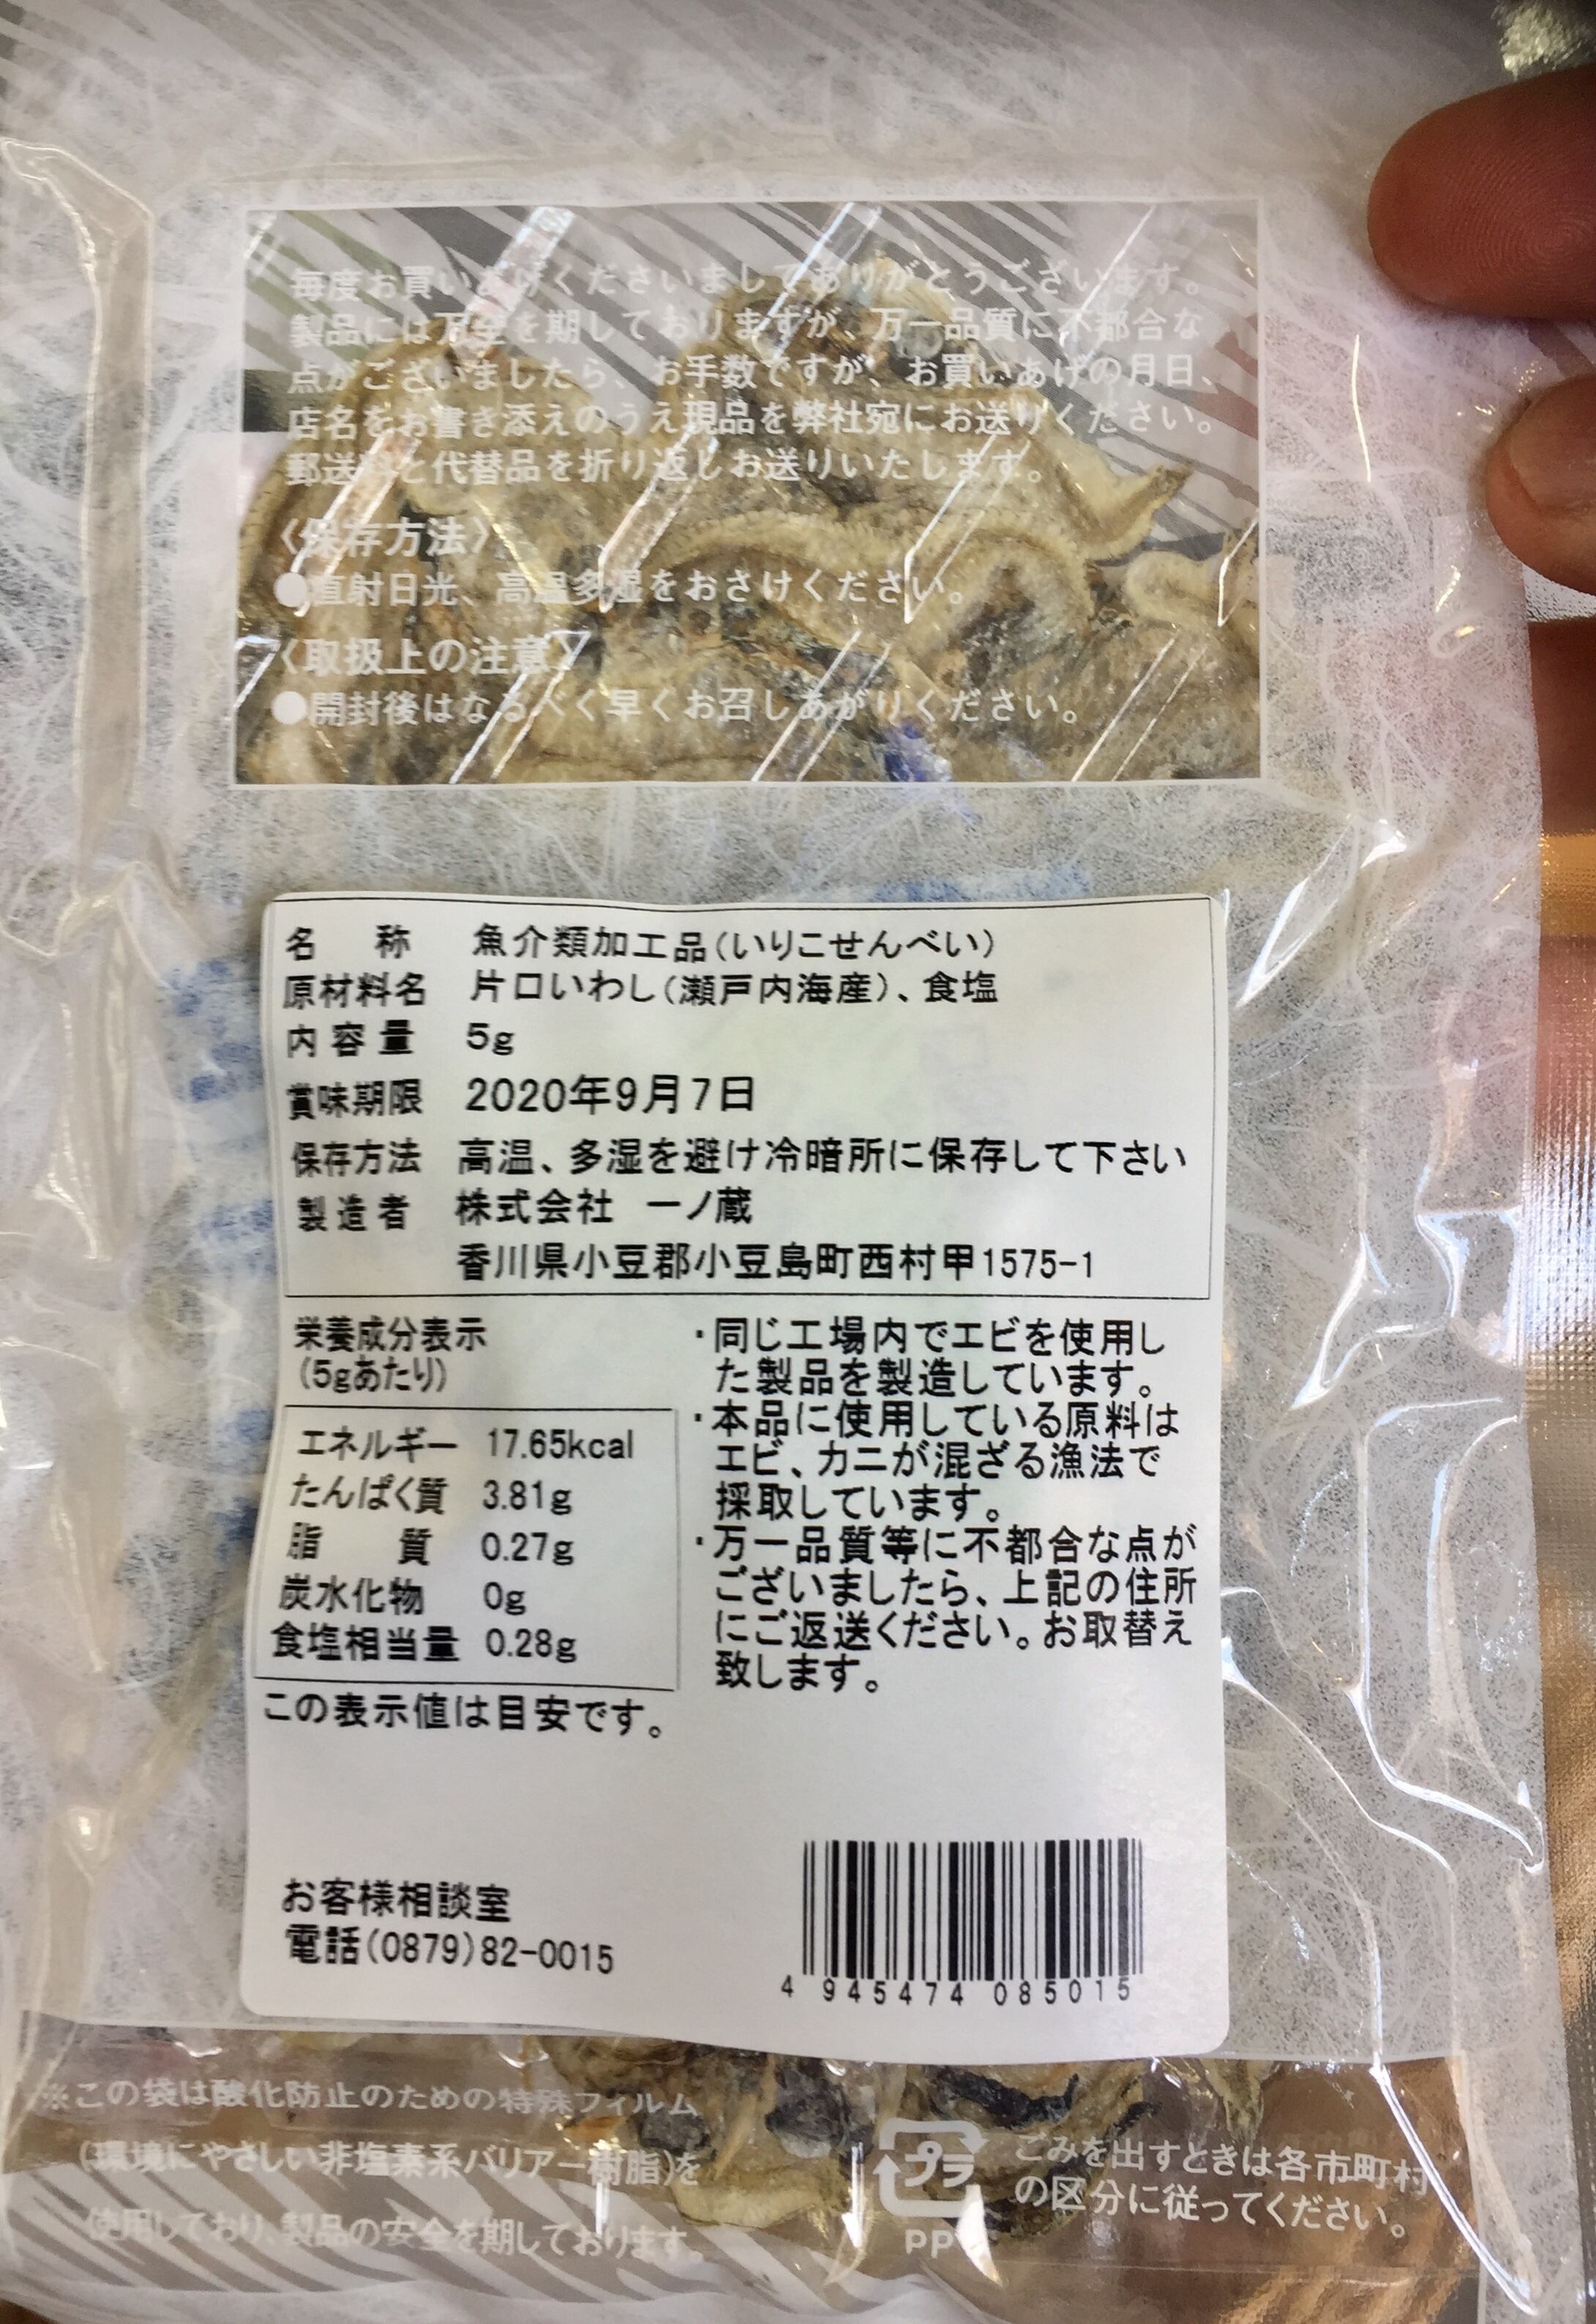 毎度お買いあげくださいましてありがとうございます。
製品には万全を期しておりますが、万一品質に不都合な
点がございましたら、お手数ですが、お買いあげの月日、
店名をお書き添えのうえ現品を弊社宛にお送りください。
郵送料と代替品を折り返しお送りいたします。
〈保存方法〉
●直射日光、高温多湿をおさけください。
〈取扱上の注意〉
●開封後はなるべく早くお召しあがりください。
名 称 魚介類加工品(いりこせんべい)
原材料名 片口いわし(瀬戸内海産)、食塩
内容量 5g
賞味期限 2020年9月7日
保存方法 高温、多湿を避け冷暗所に保存して下さい
製造者 株式会社 一ノ蔵
香川県小豆郡小豆島町西村甲1575-1
栄養成分表示
(5gあたり)
エネルギー 17.65kcal
たんぱく質 3.81g
脂 質 0.27g
炭水化物 0g
食塩相当量 0.28g
この表示値は目安です。
・同じ工場内でエビを使用し
た製品を製造しています。
・本品に使用している原料は
エビ、カニが混ざる漁法で
採取しています。
・万一品質等に不都合な点が
ございましたら、上記の住所
にご返送ください。お取替え
致します。
お客様相談室
電話(0879)82-0015
4 945474 085015
※この袋は酸化防止のための特殊フィルム
(環境にやさしい非塩素系バリアー樹脂)を
使用しており、製品の安全を期しております。
プラ
PP
ごみを出すときは各市町村
の区分に従ってください。